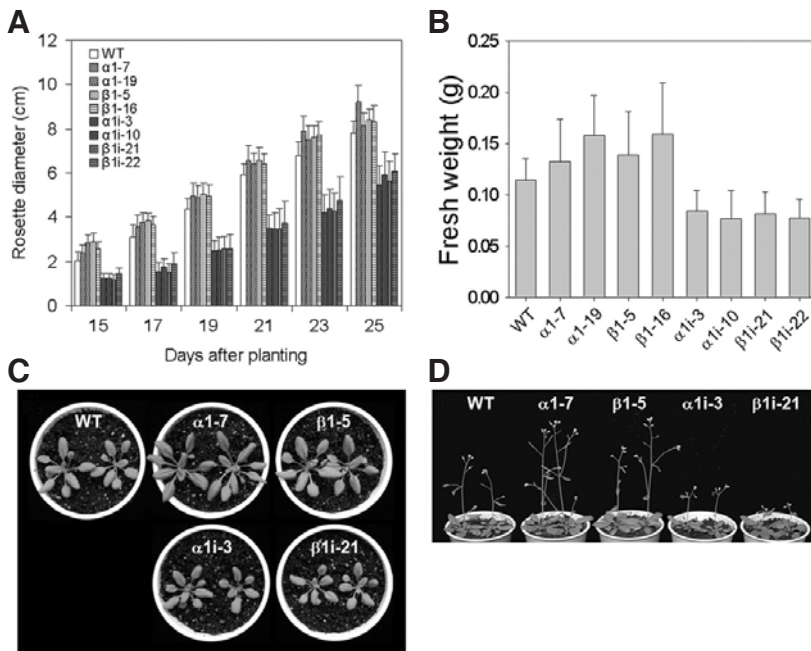 A
12
10
8
6
4
2
0
Rosette diameter (cm)
WT
α1-7
α1-19
β1-5
β1-16
α1i-3
α1i-10
β1i-21
β1i-22
15 17 19 21 23 25
Days after planting
B
0.25
0.20
0.15
0.10
0.05
0.00
Fresh weight (g)
WT
α1-7
α1-19
β1-5
β1-16
α1i-3
α1i-10
β1i-21
β1i-22
C
WT α1-7 β1-5
α1i-3 β1i-21
D
WT α1-7 β1-5 α1i-3 β1i-21